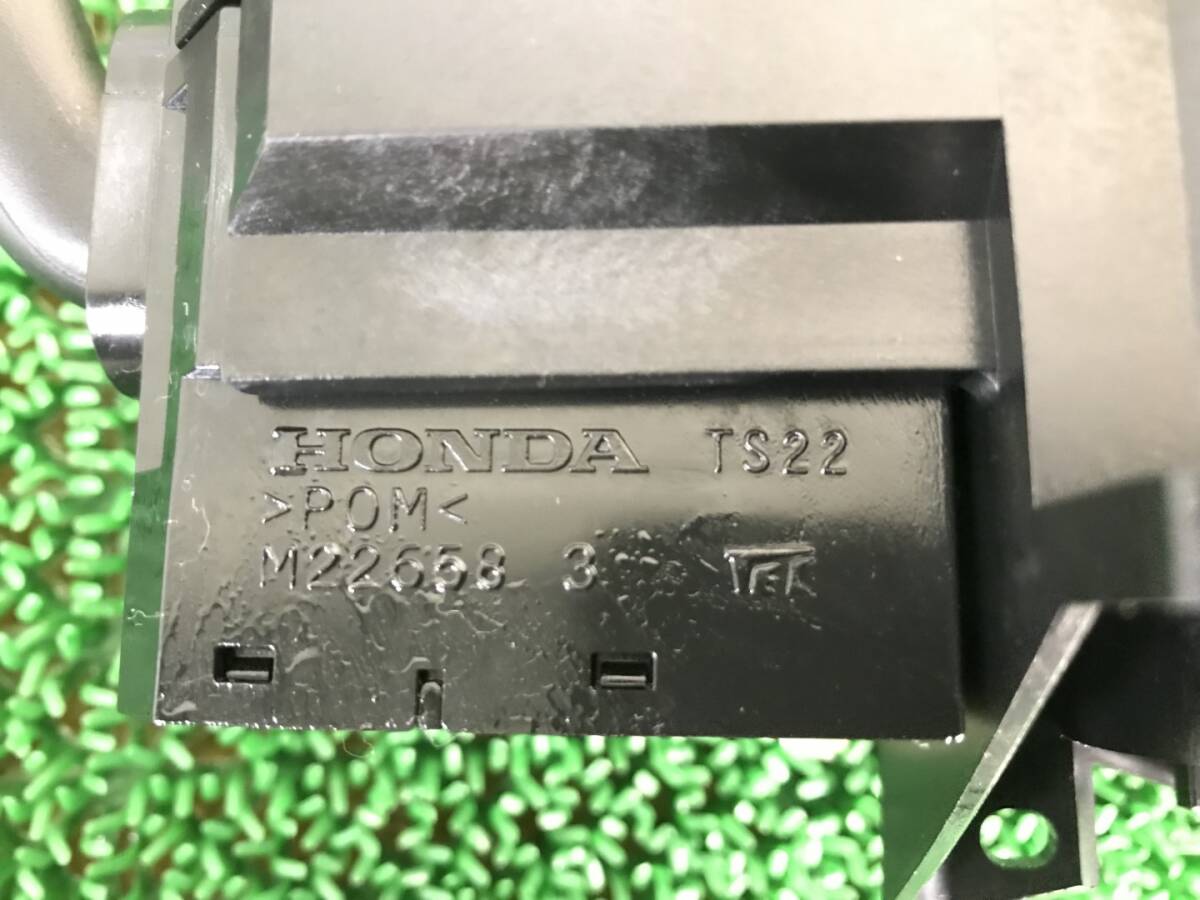 HONDA TS22
>POM<
M22658 3